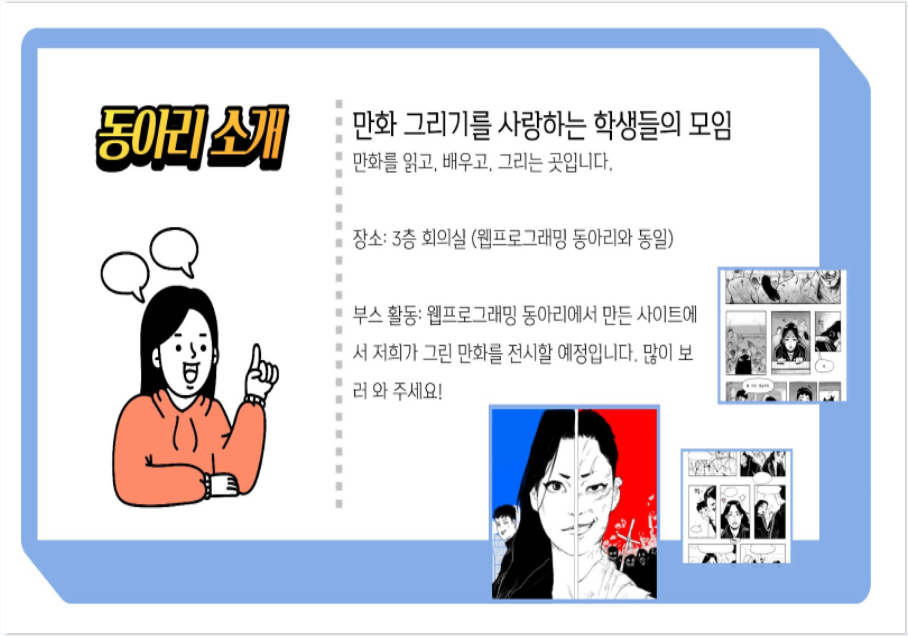 동아리 소개
만화 그리기를 사랑하는 학생들의 모임
만화를 읽고, 배우고, 그리는 곳입니다.
장소: 3층 회의실 (웹프로그래밍 동아리와 동일)
부스 활동: 웹프로그래밍 동아리에서 만든 사이트에
서 저희가 그린 만화를 전시할 예정입니다. 많이 보
러 와 주세요!